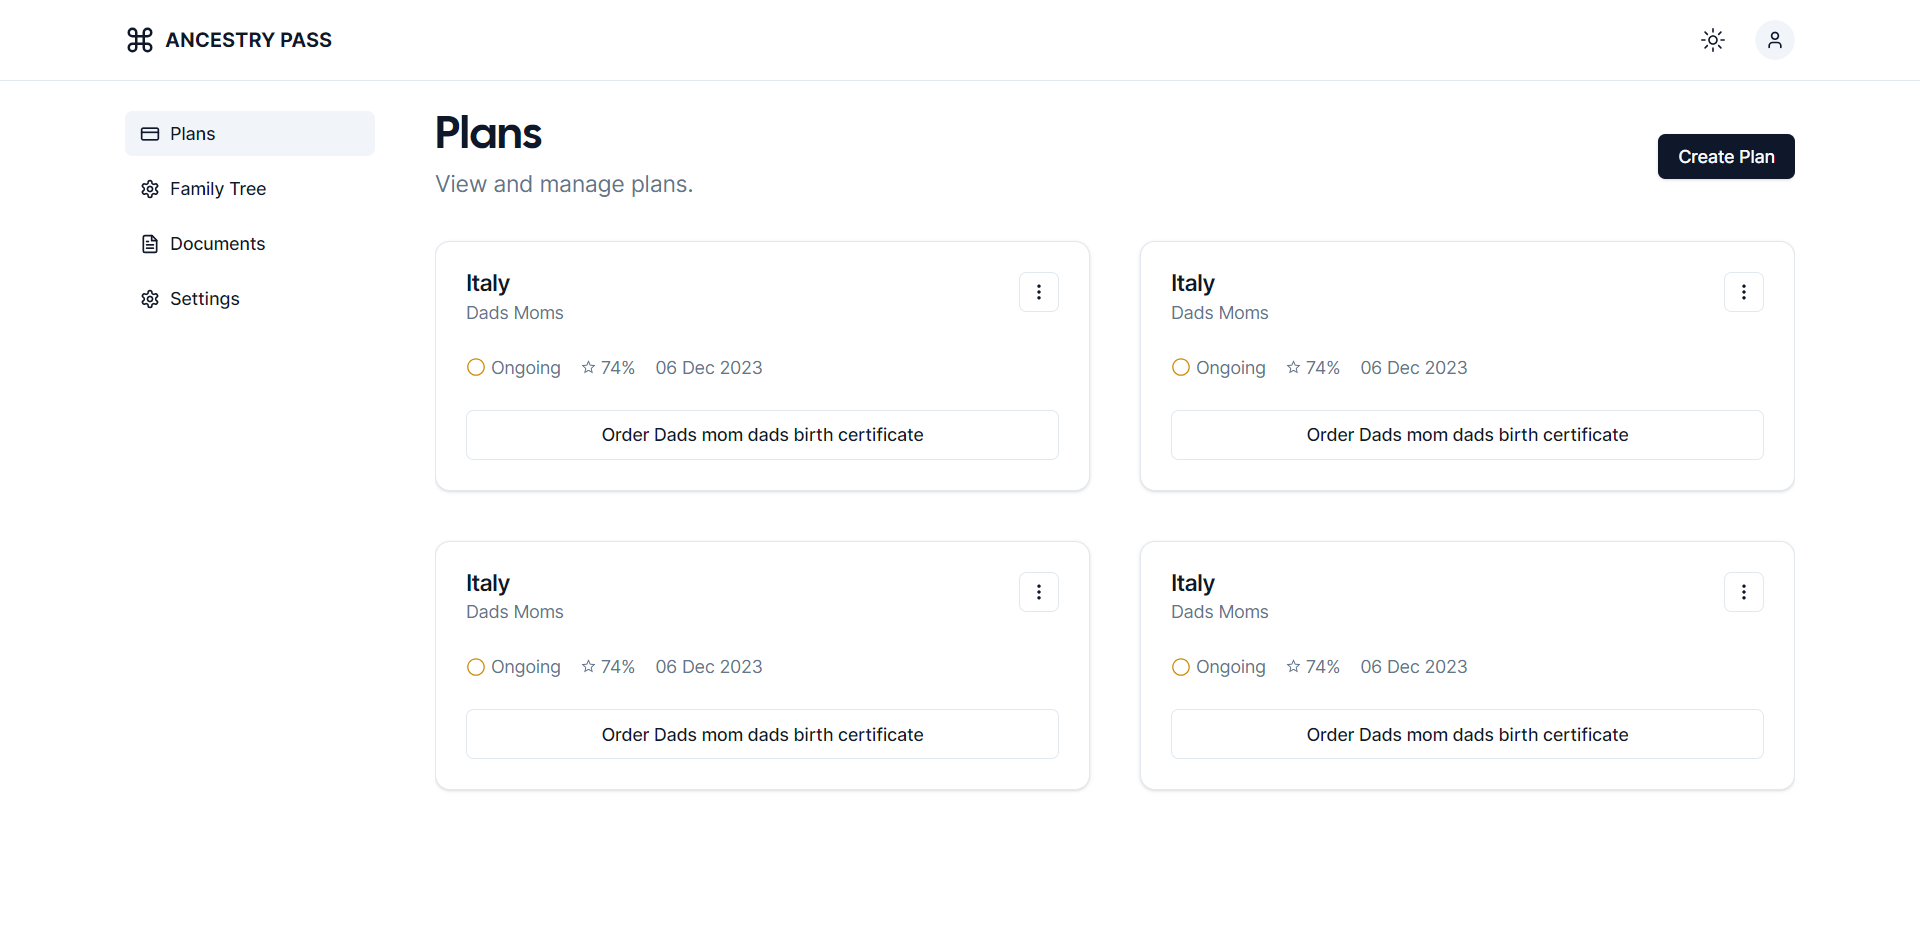 ANCESTRY PASS
Plans
Family Tree
Documents
Settings
Plans
View and manage plans.
Create Plan
Italy
Dads Moms
Ongoing 74% 06 Dec 2023
Order Dads mom dads birth certificate
Italy
Dads Moms
Ongoing 74% 06 Dec 2023
Order Dads mom dads birth certificate
Italy
Dads Moms
Ongoing 74% 06 Dec 2023
Order Dads mom dads birth certificate
Italy
Dads Moms
Ongoing 74% 06 Dec 2023
Order Dads mom dads birth certificate